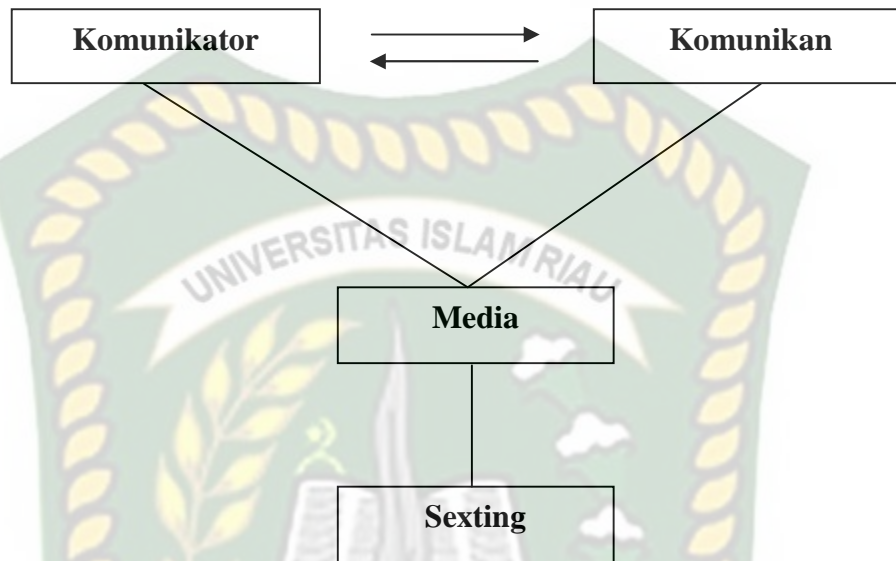 Komunikator
Komunikan
UNIVERSITAS ISLAM RIAU
Media
Sexting